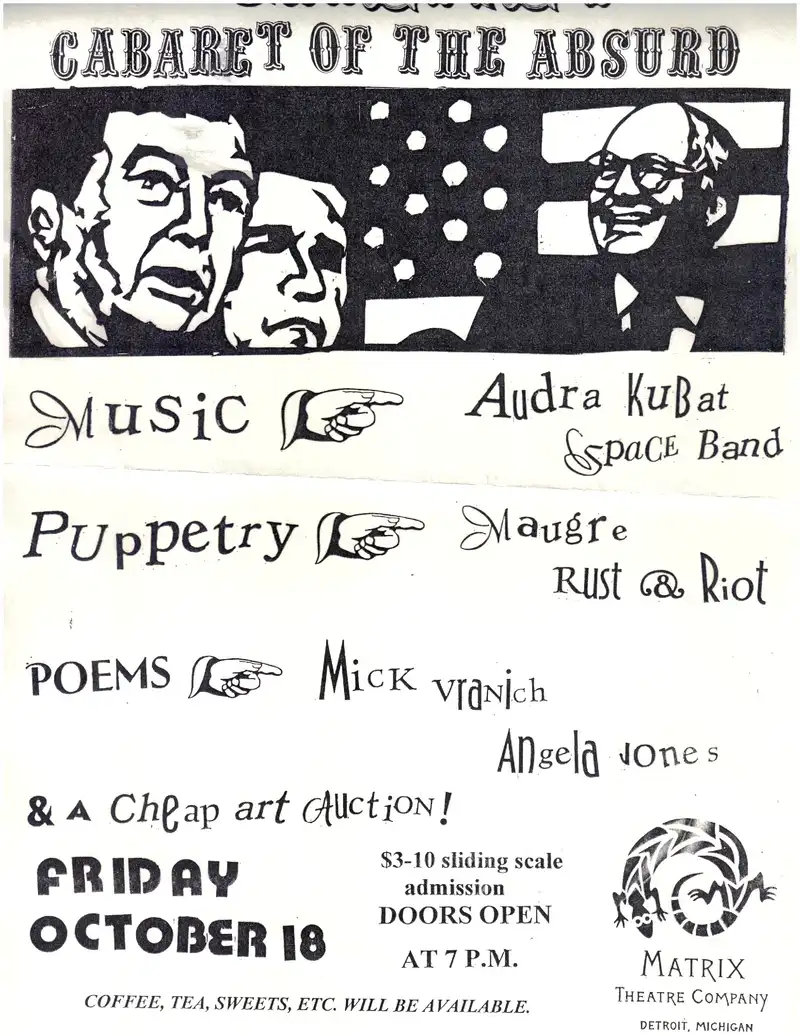 CABARET OF THE ABSURD
Music
Audra KuBat
SpaCE Band
Puppetry
Maugre
RUST & Riot
POEMS
Mick vranich
Angela Jones
& A Cheap art Auction!
FRIDAY
OCTOBER 18
$3-10 sliding scale
admission
DOORS OPEN
AT 7 P.M.
COFFEE, TEA, SWEETS, ETC. WILL BE AVAILABLE.
MATRIX
THEATRE COMPANY
DETROIT, MICHIGAN